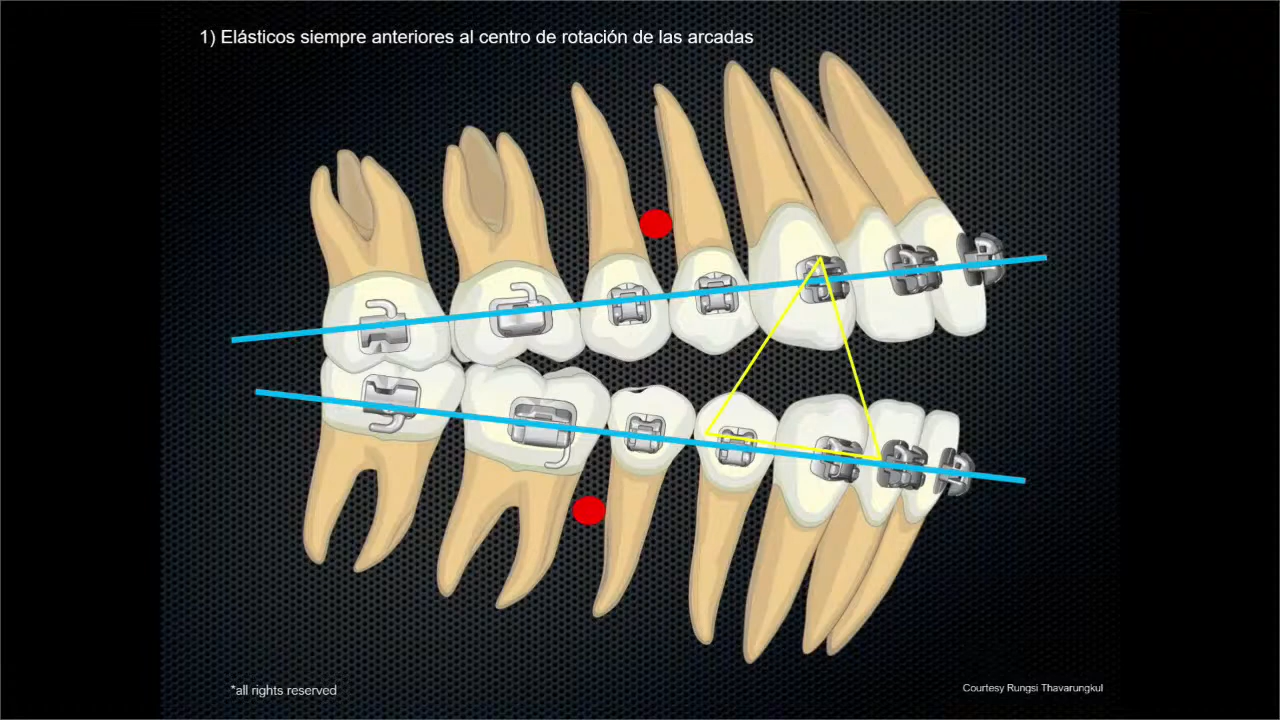 1) Elásticos siempre anteriores al centro de rotación de las arcadas
*all rights reserved
Courtesy Rungsi Thavarungkul